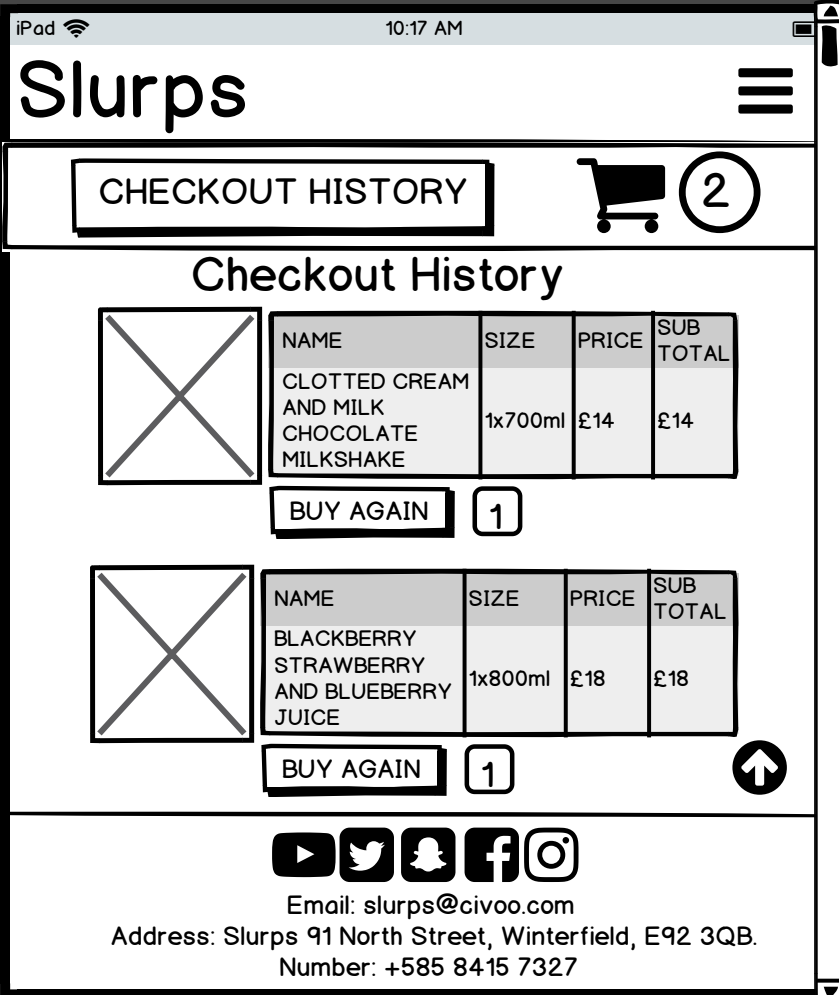 iPad
10:17 AM
Slurps
CHECKOUT HISTORY
2
Checkout History
NAME SIZE PRICE SUB TOTAL
CLOTTED CREAM
AND MILK
CHOCOLATE
MILKSHAKE
1x700ml £14 £14
BUY AGAIN 1
NAME SIZE PRICE SUB TOTAL
BLACKBERRY
STRAWBERRY
AND BLUEBERRY
JUICE
1x800ml £18 £18
BUY AGAIN 1
Email: slurps@civoo.com
Address: Slurps 91 North Street, Winterfield, E92 3QB.
Number: +585 8415 7327